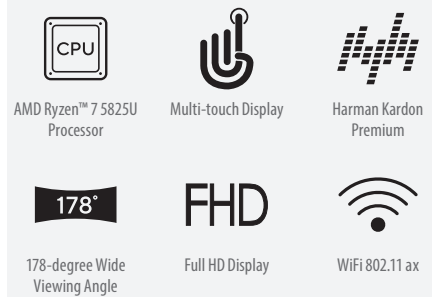 CPU
AMD Ryzen™ 7 5825U
Processor
Multi-touch Display
Harman Kardon
Premium
178°
178-degree Wide
Viewing Angle
FHD
Full HD Display
WiFi 802.11 ax